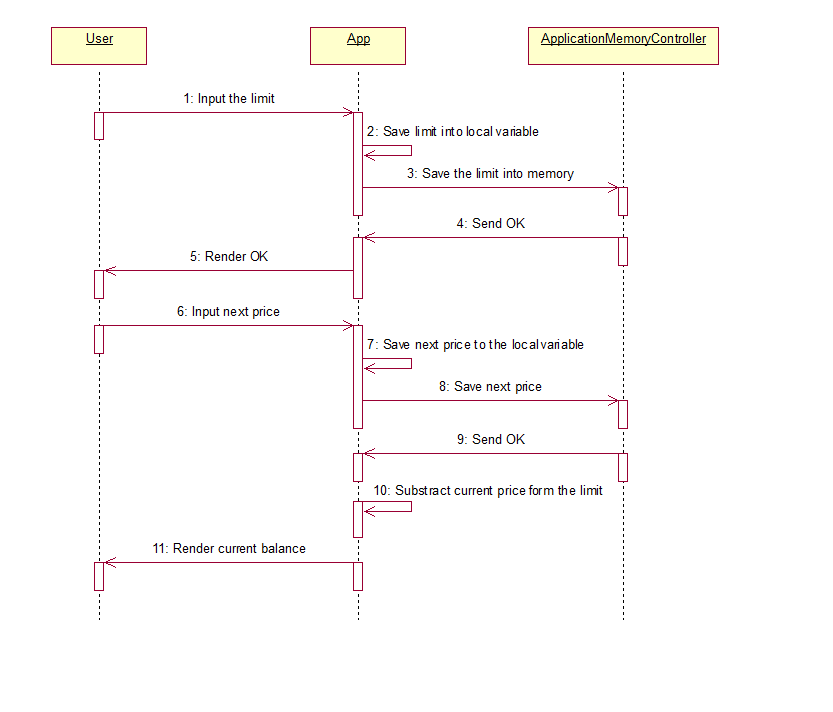 User
App
ApplicationMemoryController
1: Input the limit
2: Save limit into local variable
3: Save the limit into memory
4: Send OK
5: Render OK
6: Input next price
7: Save next price to the local variable
8: Save next price
9: Send OK
10: Substract current price form the limit
11: Render current balance